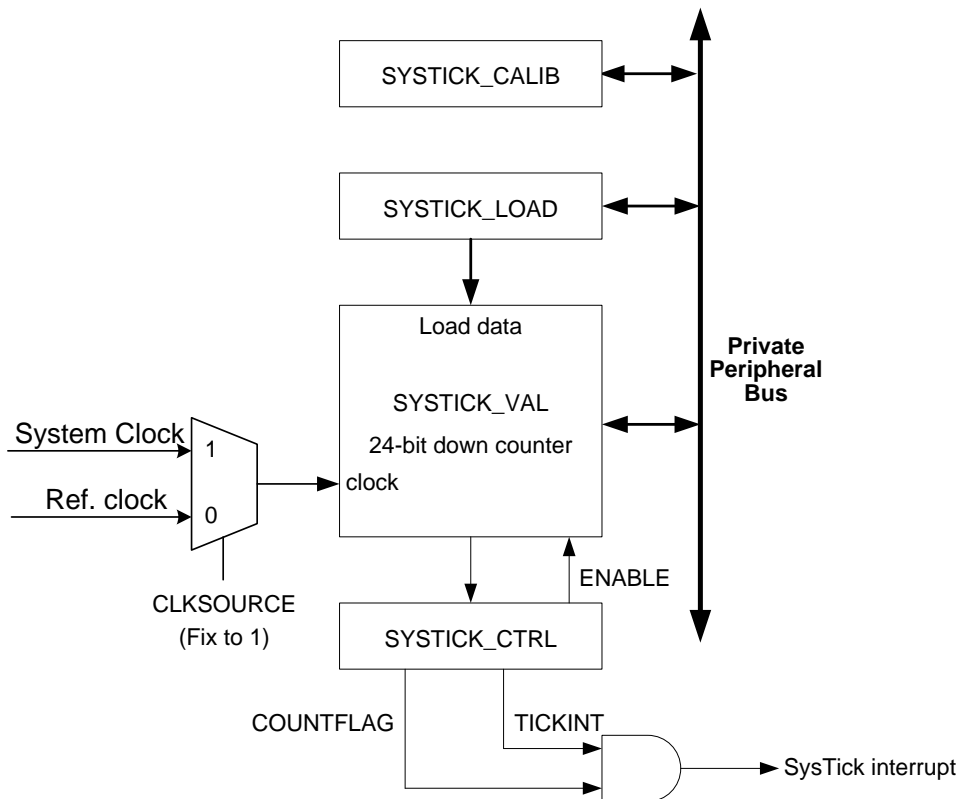 SYSTICK_CALIB
SYSTICK_LOAD
Load data
SYSTICK_VAL
24-bit down counter
clock
Private
Peripheral
Bus
System Clock
1
Ref. clock
0
CLKSOURCE
(Fix to 1)
ENABLE
SYSTICK_CTRL
COUNTFLAG
TICKINT
SysTick interrupt